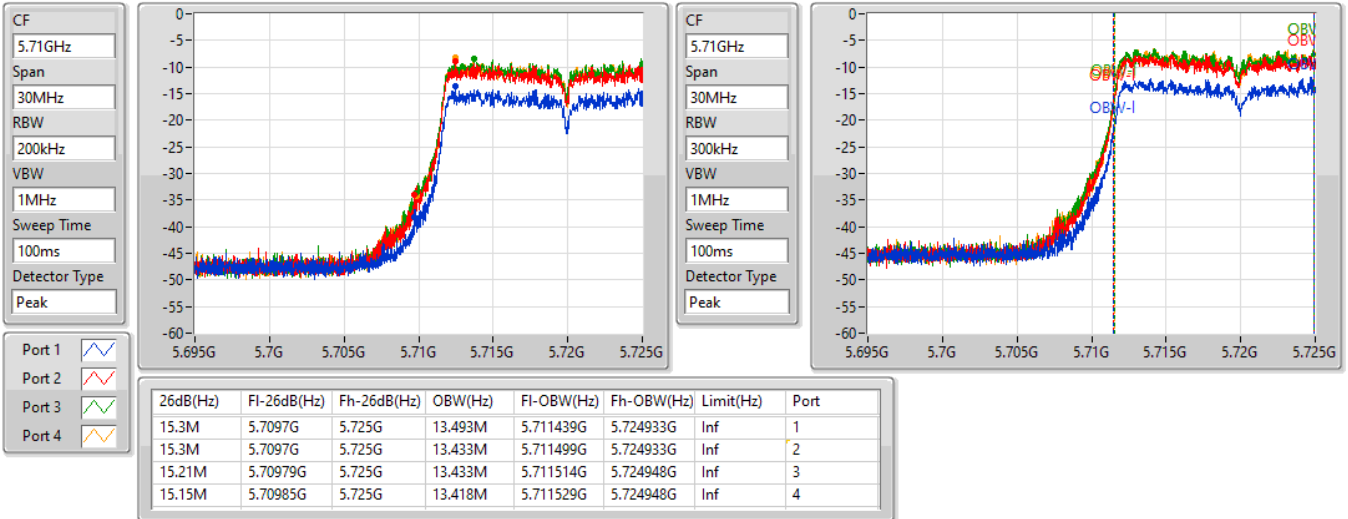 CF
5.71GHz
Span
30MHz
RBW
200kHz
VBW
1MHz
Sweep Time
100ms
Detector Type
Peak
0
-5
-10
-15
-20
-25
-30
-35
-40
-45
-50
-55
-60
5.695G 5.7G 5.705G 5.71G 5.715G 5.72G 5.725G
CF
5.71GHz
Span
30MHz
RBW
300kHz
VBW
1MHz
Sweep Time
100ms
Detector Type
Peak
0
-5
-10
-15
-20
-25
-30
-35
-40
-45
-50
-55
-60
OBW-l
OBV
OBV
5.695G 5.7G 5.705G 5.71G 5.715G 5.72G 5.725G
Port 1
Port 2
Port 3
Port 4
26dB(Hz) Fl-26dB(Hz) Fh-26dB(Hz) OBW(Hz) Fl-OBW(Hz) Fh-OBW(Hz) Limit(Hz) Port
15.3M 5.7097G 5.725G 13.493M 5.711439G 5.724933G Inf 1
15.3M 5.7097G 5.725G 13.433M 5.711499G 5.724933G Inf 2
15.21M 5.70979G 5.725G 13.433M 5.711514G 5.724948G Inf 3
15.15M 5.70985G 5.725G 13.418M 5.711529G 5.724948G Inf 4